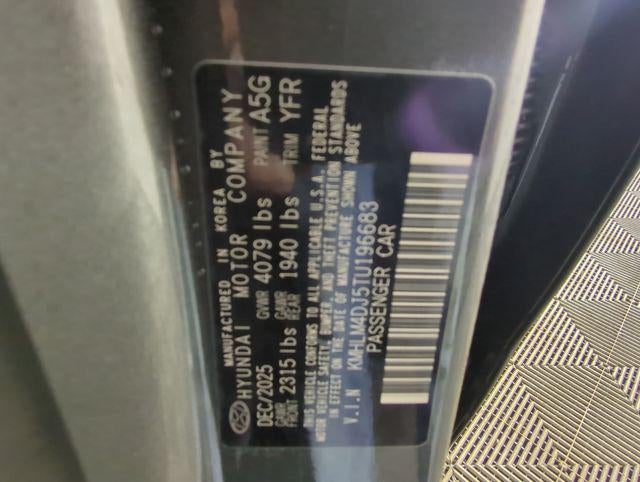 MANUFACTURED IN KOREA BY
HYUNDAI MOTOR COMPANY
DEC/2025 GVWR 4079 lbs PAINT A5G
GAWR FRONT 2315 lbs GAWR REAR 1940 lbs TRIM YFR
THIS VEHICLE CONFORMS TO ALL APPLICABLE U.S.A. FEDERAL
MOTOR VEHICLE SAFETY, BUMPER, AND THEFT PREVENTION STANDARDS
IN EFFECT ON THE DATE OF MANUFACTURE SHOWN ABOVE
V.I.N KMHLM4DJ5TU196683
PASSENGER CAR